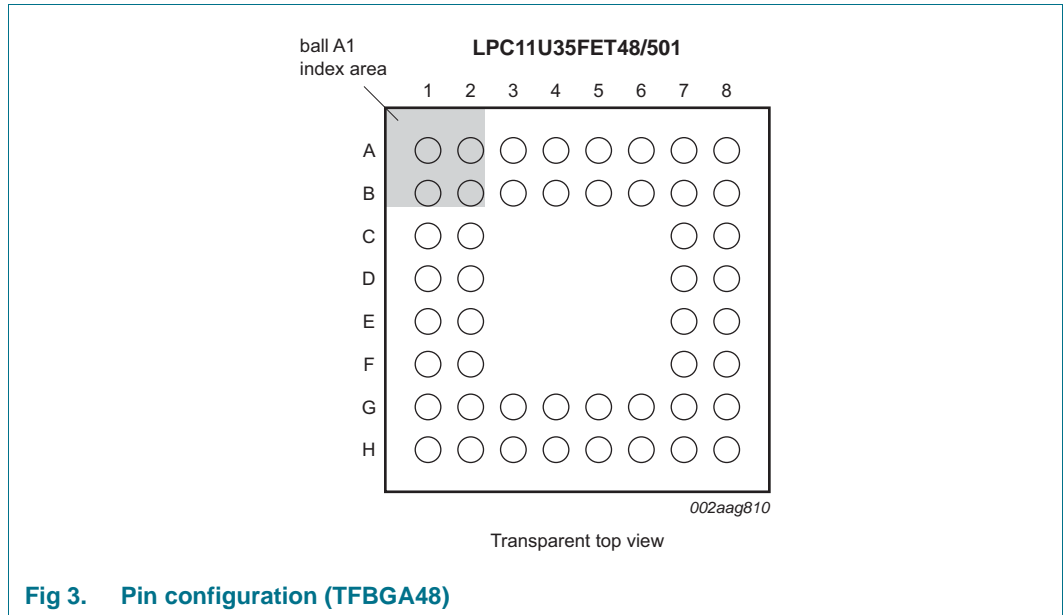 ball A1
index area
LPC11U35FET48/501
1 2 3 4 5 6 7 8
A
B
C
D
E
F
G
H
002aag810
Transparent top view
Fig 3. Pin configuration (TFBGA48)